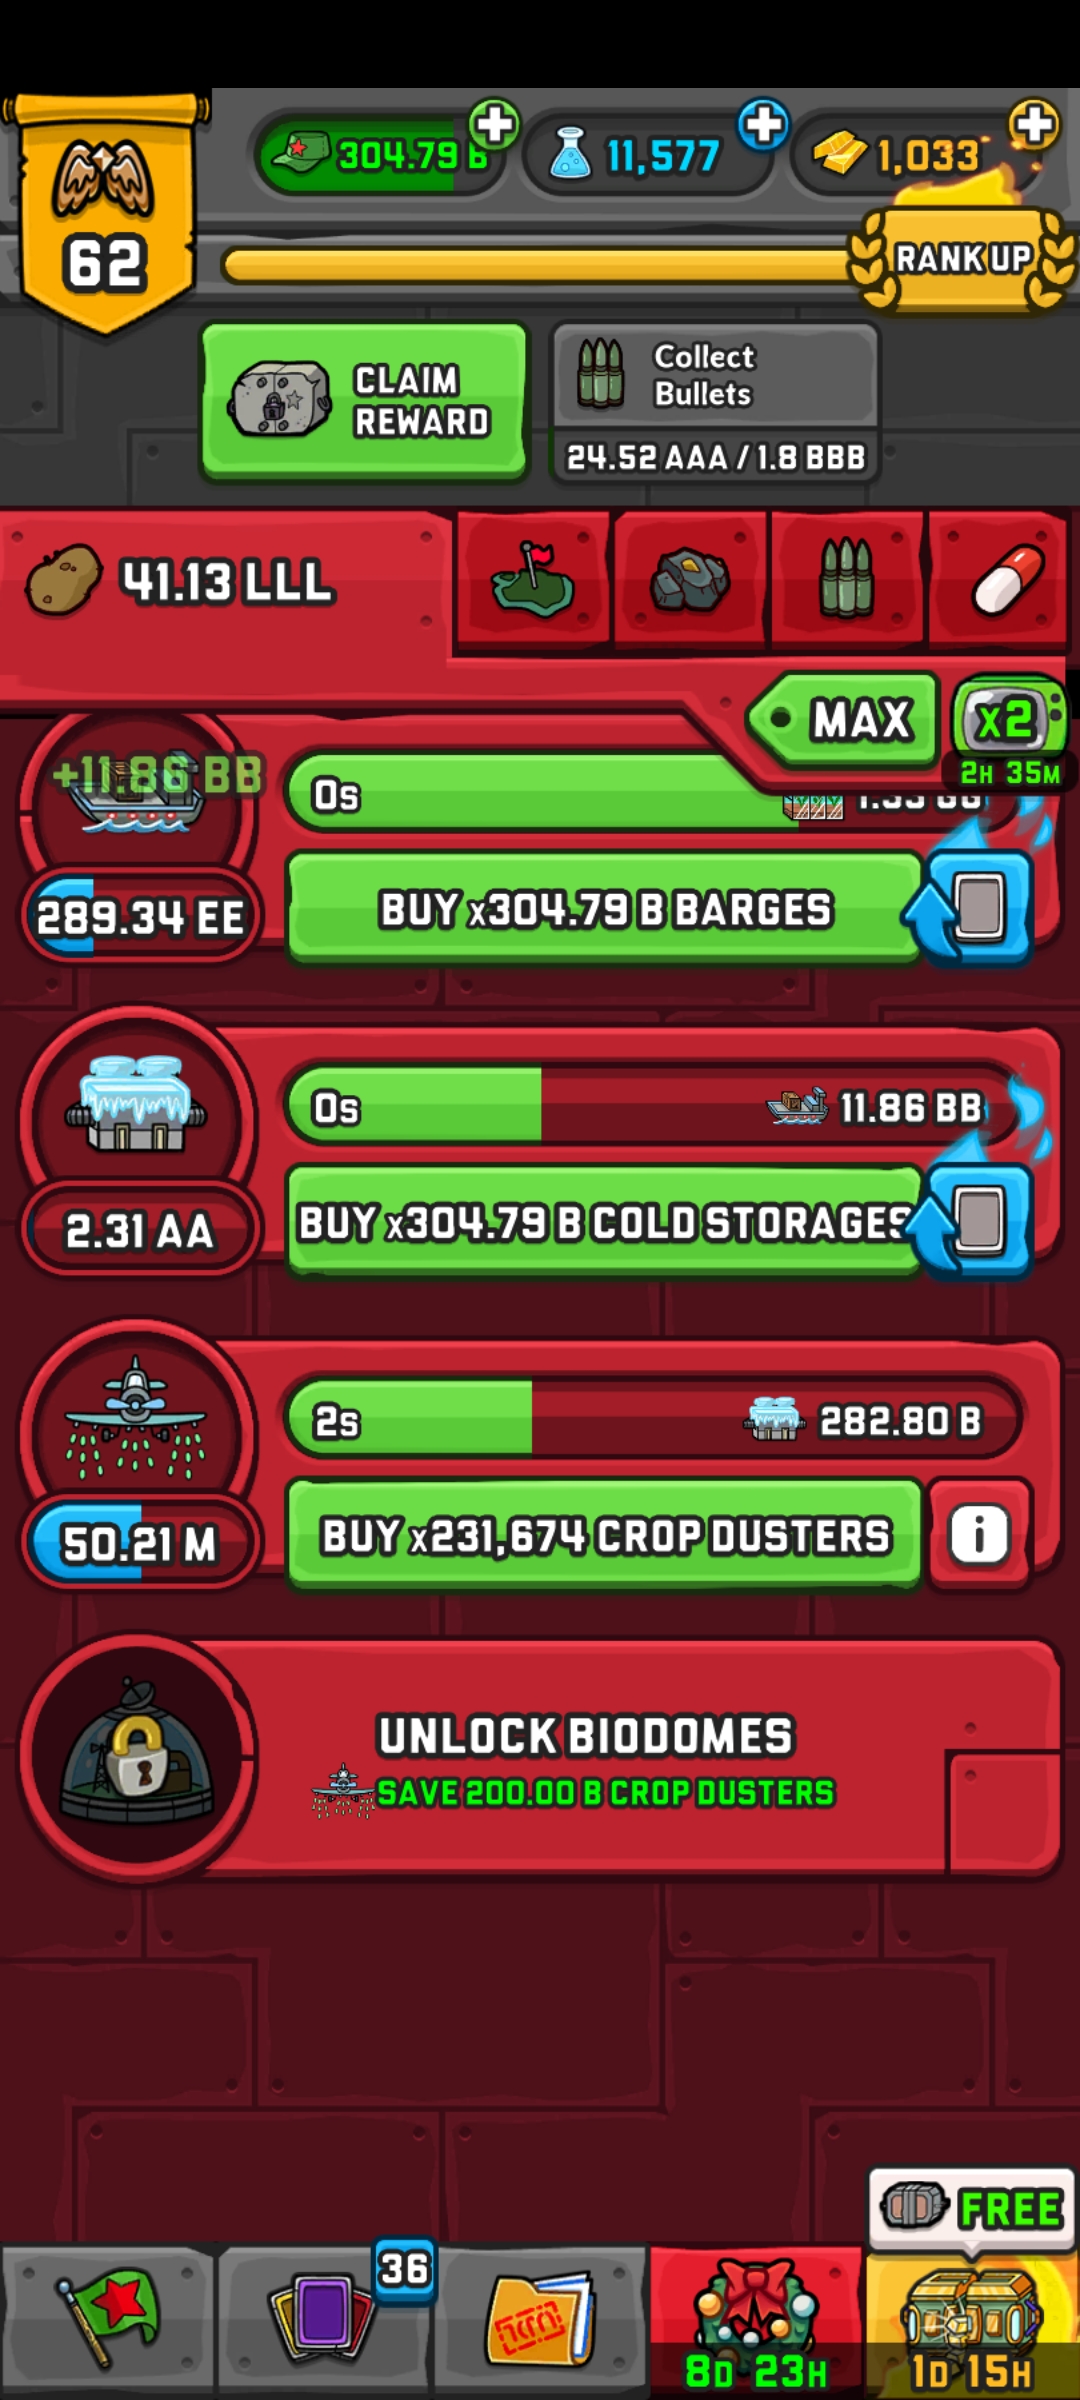 304.79 B
11,577
1,033
62
RANK UP
CLAIM
REWARD
Collect
Bullets
24.52 AAA / 1.8 BBB
41.13 LLL
MAX
x2
2H 35M
+11.86 BB
0s
289.34 EE
BUY x304.79 B BARGES
0s
11.86 BB
2.31 AA
BUY x304.79 B COLD STORAGES
2s
282.80 B
50.21 M
BUY x231,674 CROP DUSTERS
i
UNLOCK BIODOMES
SAVE 200.00 B CROP DUSTERS
FREE
36
8D 23H
1D 15H